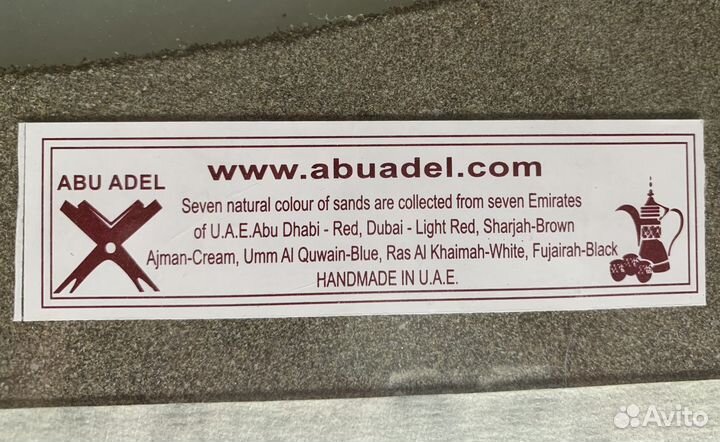 www.abuadel.com
ABU ADEL
Seven natural colour of sands are collected from seven Emirates
of U.A.E.Abu Dhabi - Red, Dubai - Light Red, Sharjah-Brown
Ajman-Cream, Umm Al Quwain-Blue, Ras Al Khaimah-White, Fujairah-Black
HANDMADE IN U.A.E.
Avito